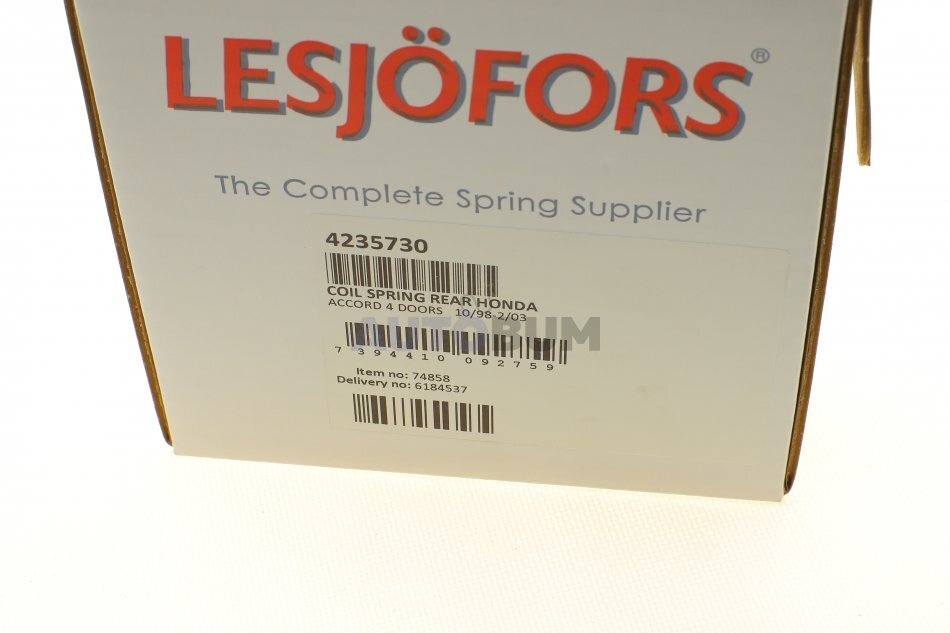 LESJÖFORS®
The Complete Spring Supplier
4235730
COIL SPRING REAR HONDA
ACCORD 4 DOORS 10/98-2/03
AUTOBUM
7 394410 092759
Item no: 74858
Delivery no: 6184537